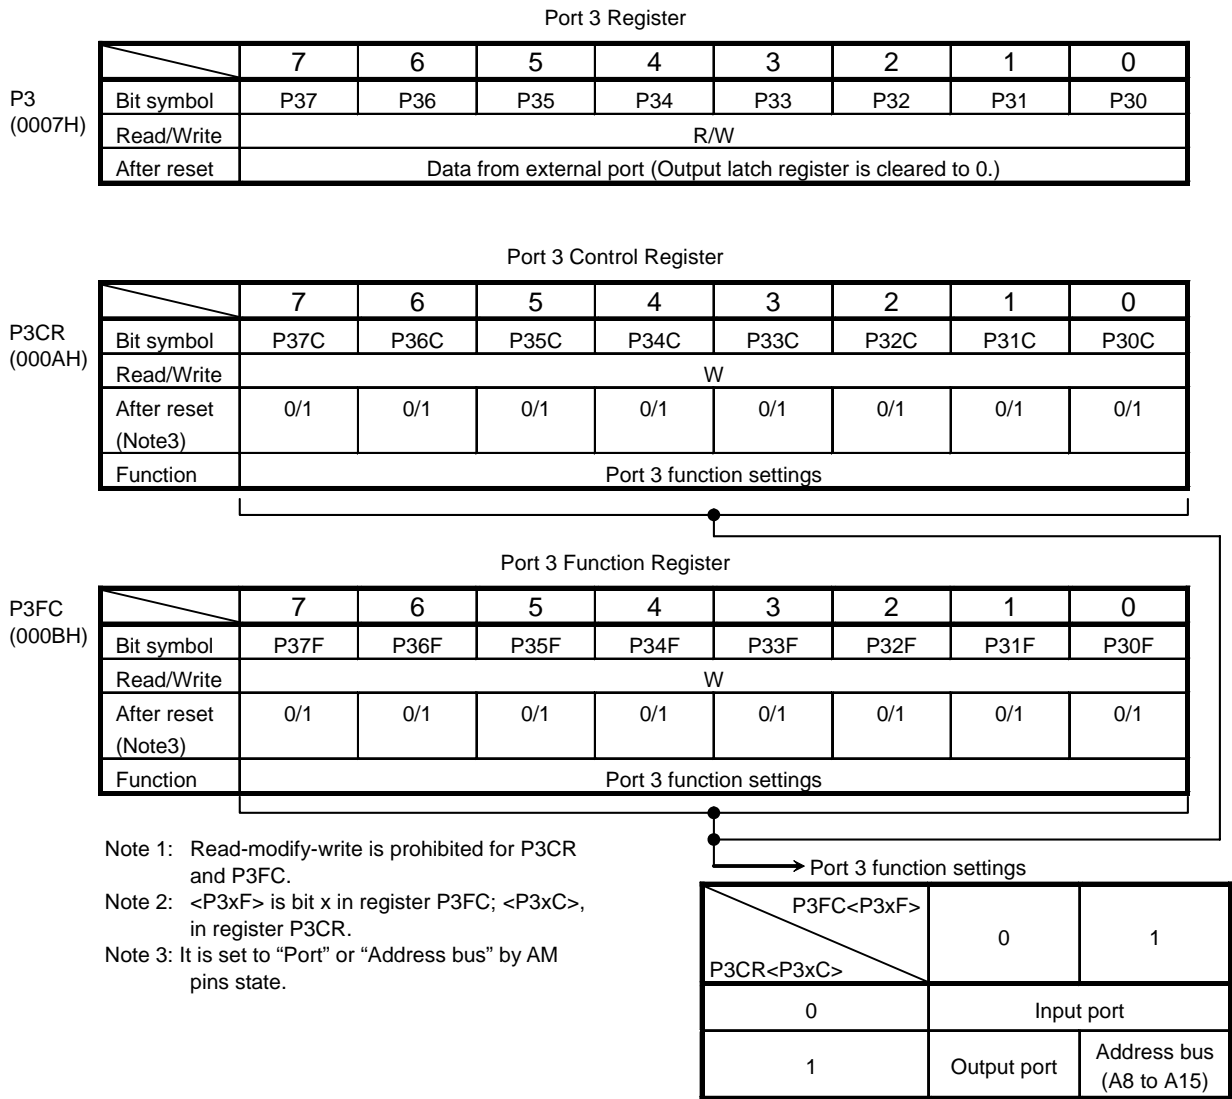 Port 3 Register
7 6 5 4 3 2 1 0
P3
(0007H)
Bit symbol P37 P36 P35 P34 P33 P32 P31 P30
Read/Write R/W
After reset Data from external port (Output latch register is cleared to 0.)
Port 3 Control Register
7 6 5 4 3 2 1 0
P3CR
(000AH)
Bit symbol P37C P36C P35C P34C P33C P32C P31C P30C
Read/Write W
After reset 0/1 0/1 0/1 0/1 0/1 0/1 0/1 0/1
(Note3)
Function Port 3 function settings
Port 3 Function Register
P3FC
(000BH)
7 6 5 4 3 2 1 0
Bit symbol P37F P36F P35F P34F P33F P32F P31F P30F
Read/Write W
After reset 0/1 0/1 0/1 0/1 0/1 0/1 0/1 0/1
(Note3)
Function Port 3 function settings
Note 1: Read-modify-write is prohibited for P3CR
and P3FC.
Note 2: <P3xF> is bit x in register P3FC; <P3xC>,
in register P3CR.
Note 3: It is set to “Port” or “Address bus” by AM
pins state.
Port 3 function settings
P3FC<P3xF>
P3CR<P3xC>
0 1
0 Input port
1 Output port Address bus
(A8 to A15)